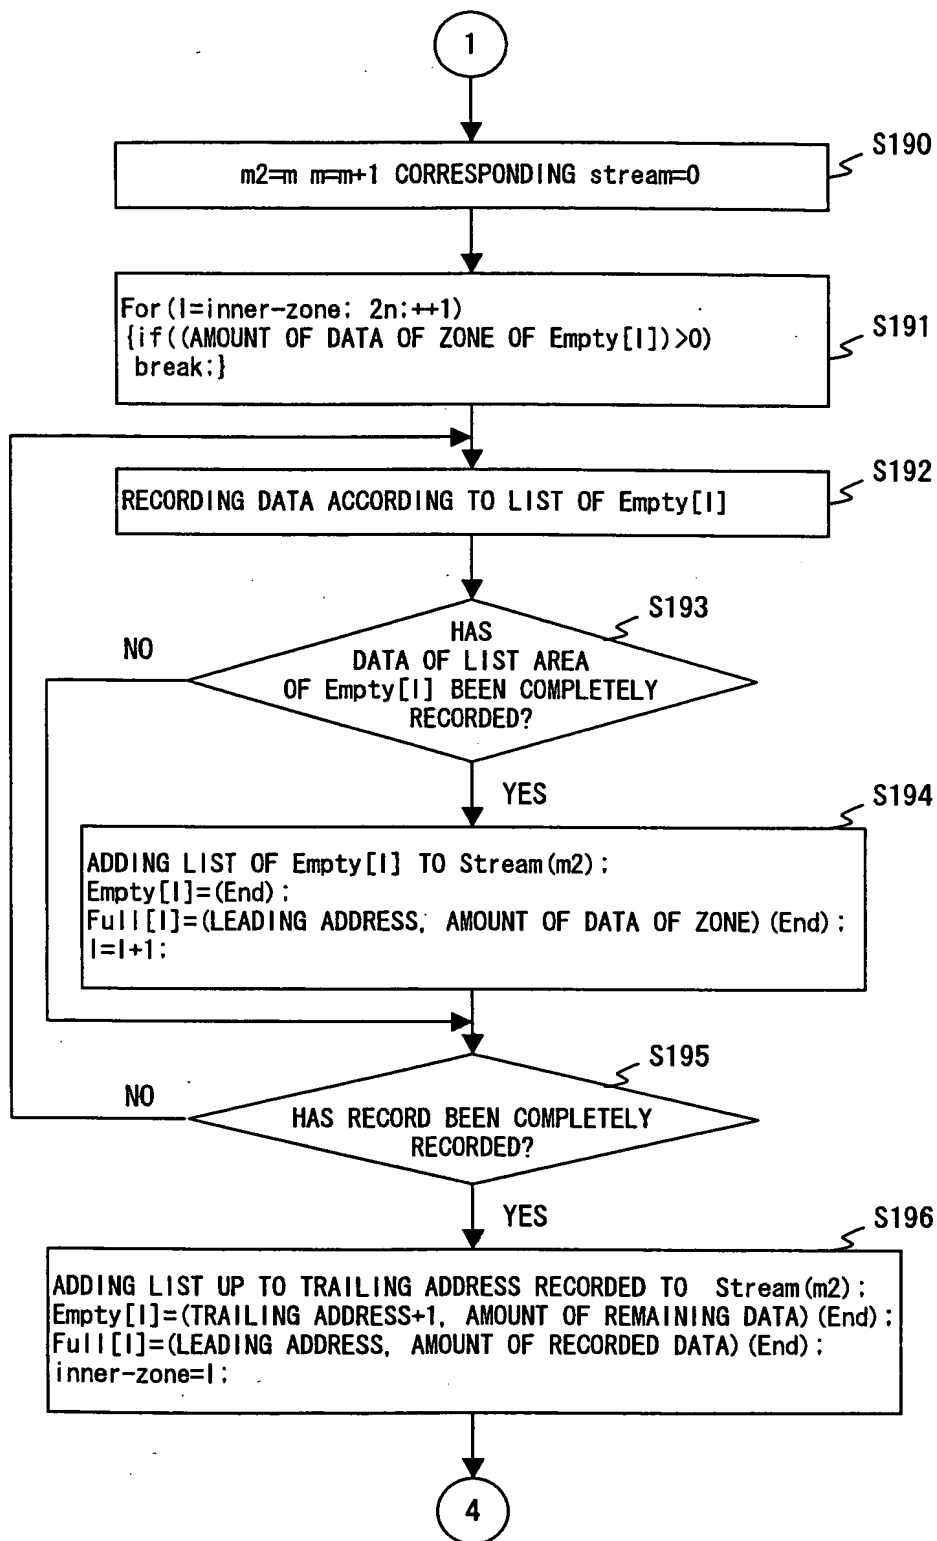 1
S190
m2=m m=m+1 CORRESPONDING stream=0
S191
For(I=inner-zone; 2n;++1)
{if((AMOUNT OF DATA OF ZONE OF Empty[I])>0)
break;}
S192
RECORDING DATA ACCORDING TO LIST OF Empty[I]
S193
HAS
DATA OF LIST AREA
OF Empty[I] BEEN COMPLETELY
RECORDED?
NO
YES
S194
ADDING LIST OF Empty[I] TO Stream(m2);
Empty[I]=(End);
Full[I]=(LEADING ADDRESS, AMOUNT OF DATA OF ZONE)(End);
I=I+1;
S195
HAS RECORD BEEN COMPLETELY
RECORDED?
NO
YES
S196
ADDING LIST UP TO TRAILING ADDRESS RECORDED TO Stream(m2);
Empty[I]=(TRAILING ADDRESS+1, AMOUNT OF REMAINING DATA)(End);
Full[I]=(LEADING ADDRESS, AMOUNT OF RECORDED DATA)(End);
inner-zone=I;
4